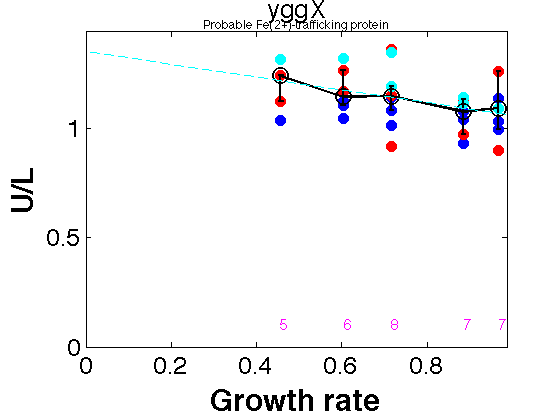 yggX
Probable Fe(2+)-trafficking protein
U/L
1
0.5
0
5 6 8 7 7
0 0.2 0.4 0.6 0.8
Growth rate